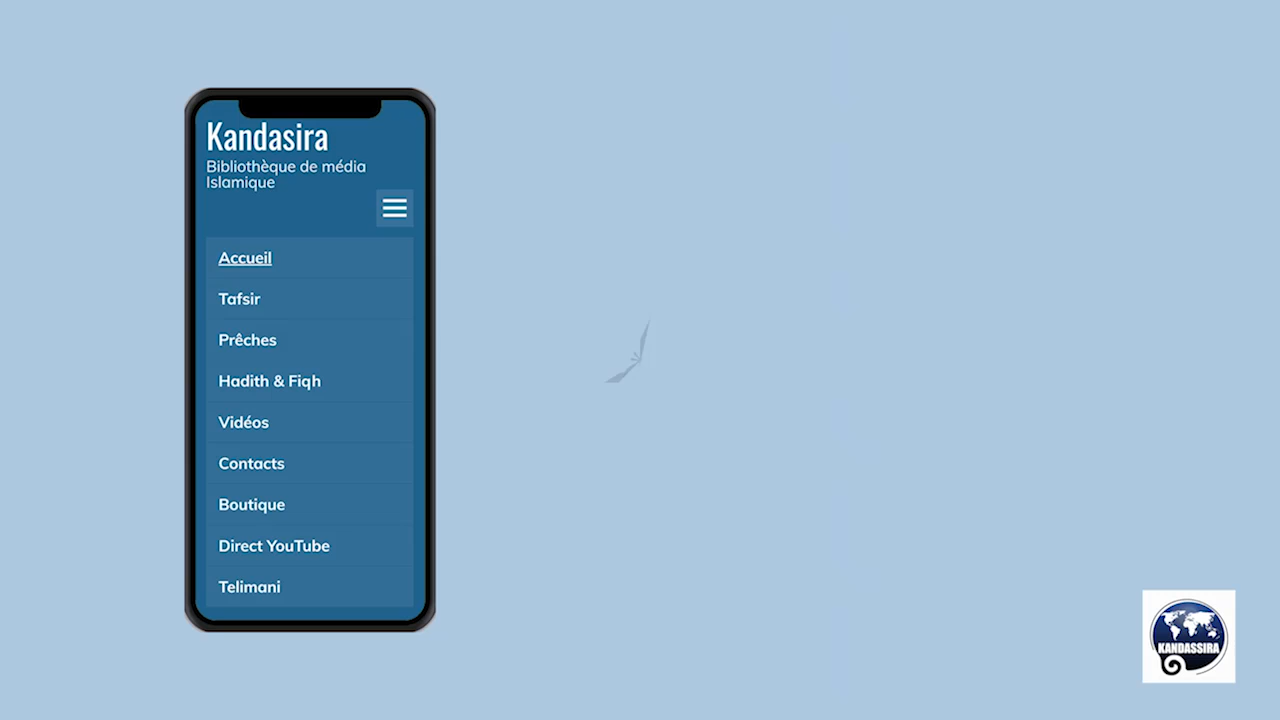 Kandasira
Bibliothèque de média
Islamique
Accueil
Tafsir
Prêches
Hadith & Fiqh
Vidéos
Contacts
Boutique
Direct YouTube
Telimani
KANDASSIRA